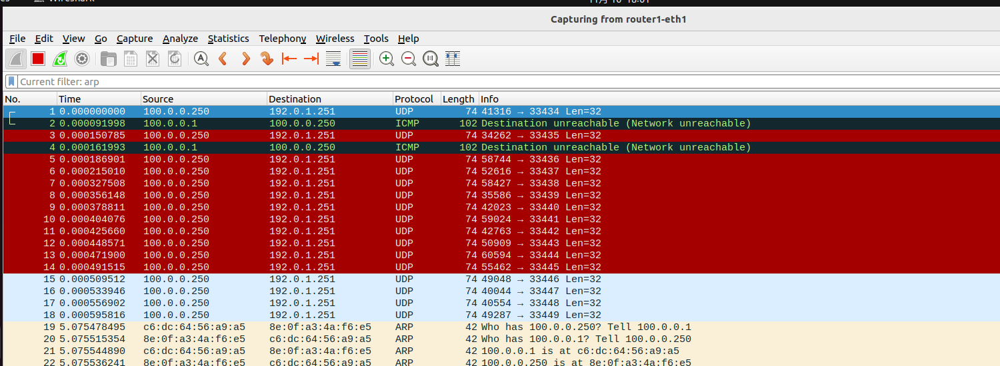 Wireshark
Capturing from router1-eth1
File Edit View Go Capture Analyze Statistics Telephony Wireless Tools Help
Current filter: arp
No. Time Source Destination Protocol Length Info
1 0.000000000 100.0.0.250 192.0.1.251 UDP 74 41316 → 33434 Len=32
2 0.000091998 100.0.0.1 100.0.0.250 ICMP 102 Destination unreachable (Network unreachable)
3 0.000150785 100.0.0.250 192.0.1.251 UDP 74 34262 → 33435 Len=32
4 0.000161993 100.0.0.1 100.0.0.250 ICMP 102 Destination unreachable (Network unreachable)
5 0.000186901 100.0.0.250 192.0.1.251 UDP 74 58744 → 33436 Len=32
6 0.000215010 100.0.0.250 192.0.1.251 UDP 74 52616 → 33437 Len=32
7 0.000327508 100.0.0.250 192.0.1.251 UDP 74 58427 → 33438 Len=32
8 0.000356148 100.0.0.250 192.0.1.251 UDP 74 35586 → 33439 Len=32
9 0.000378811 100.0.0.250 192.0.1.251 UDP 74 42023 → 33440 Len=32
10 0.000404076 100.0.0.250 192.0.1.251 UDP 74 59024 → 33441 Len=32
11 0.000425660 100.0.0.250 192.0.1.251 UDP 74 42763 → 33442 Len=32
12 0.000448571 100.0.0.250 192.0.1.251 UDP 74 50909 → 33443 Len=32
13 0.000471900 100.0.0.250 192.0.1.251 UDP 74 60594 → 33444 Len=32
14 0.000491515 100.0.0.250 192.0.1.251 UDP 74 55462 → 33445 Len=32
15 0.000509512 100.0.0.250 192.0.1.251 UDP 74 49048 → 33446 Len=32
16 0.000533946 100.0.0.250 192.0.1.251 UDP 74 40044 → 33447 Len=32
17 0.000556902 100.0.0.250 192.0.1.251 UDP 74 40554 → 33448 Len=32
18 0.000595816 100.0.0.250 192.0.1.251 UDP 74 49287 → 33449 Len=32
19 5.075478495 c6:dc:64:56:a9:a5 8e:0f:a3:4a:f6:e5 ARP 42 Who has 100.0.0.250? Tell 100.0.0.1
20 5.075515354 8e:0f:a3:4a:f6:e5 c6:dc:64:56:a9:a5 ARP 42 Who has 100.0.0.1? Tell 100.0.0.250
21 5.075544890 c6:dc:64:56:a9:a5 8e:0f:a3:4a:f6:e5 ARP 42 100.0.0.1 is at c6:dc:64:56:a9:a5
22 5.075536241 8e:0f:a3:4a:f6:e5 c6:dc:64:56:a9:a5 ARP 42 100.0.0.250 is at 8e:0f:a3:4a:f6:e5